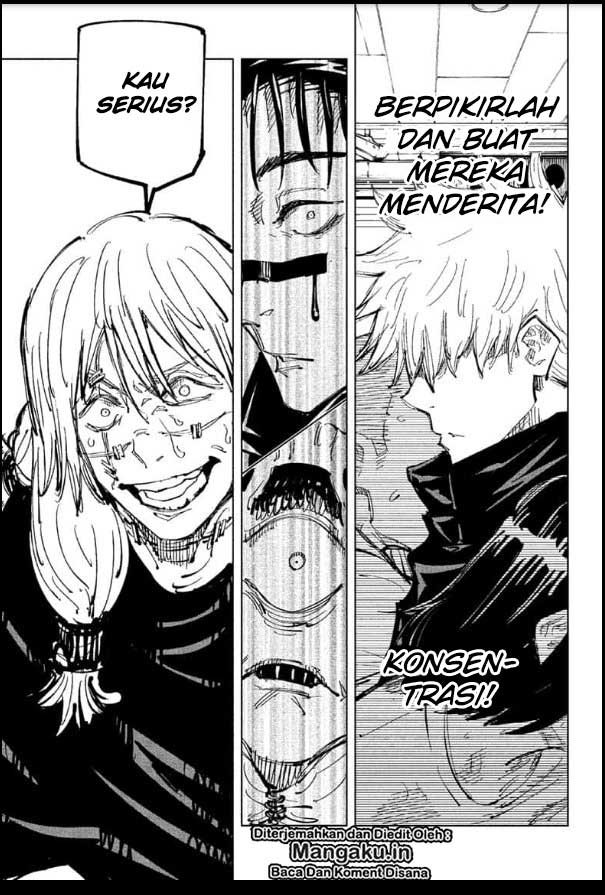 BERPIKIRLAH
DAN BUAT
MEREKA
MENDERITA!
KONSEN-
TRASI!
KAU
SERIUS?
Diterjemahkan dan Diedit Oleh :
Mangaku.in
Baca Dan Koment Disana